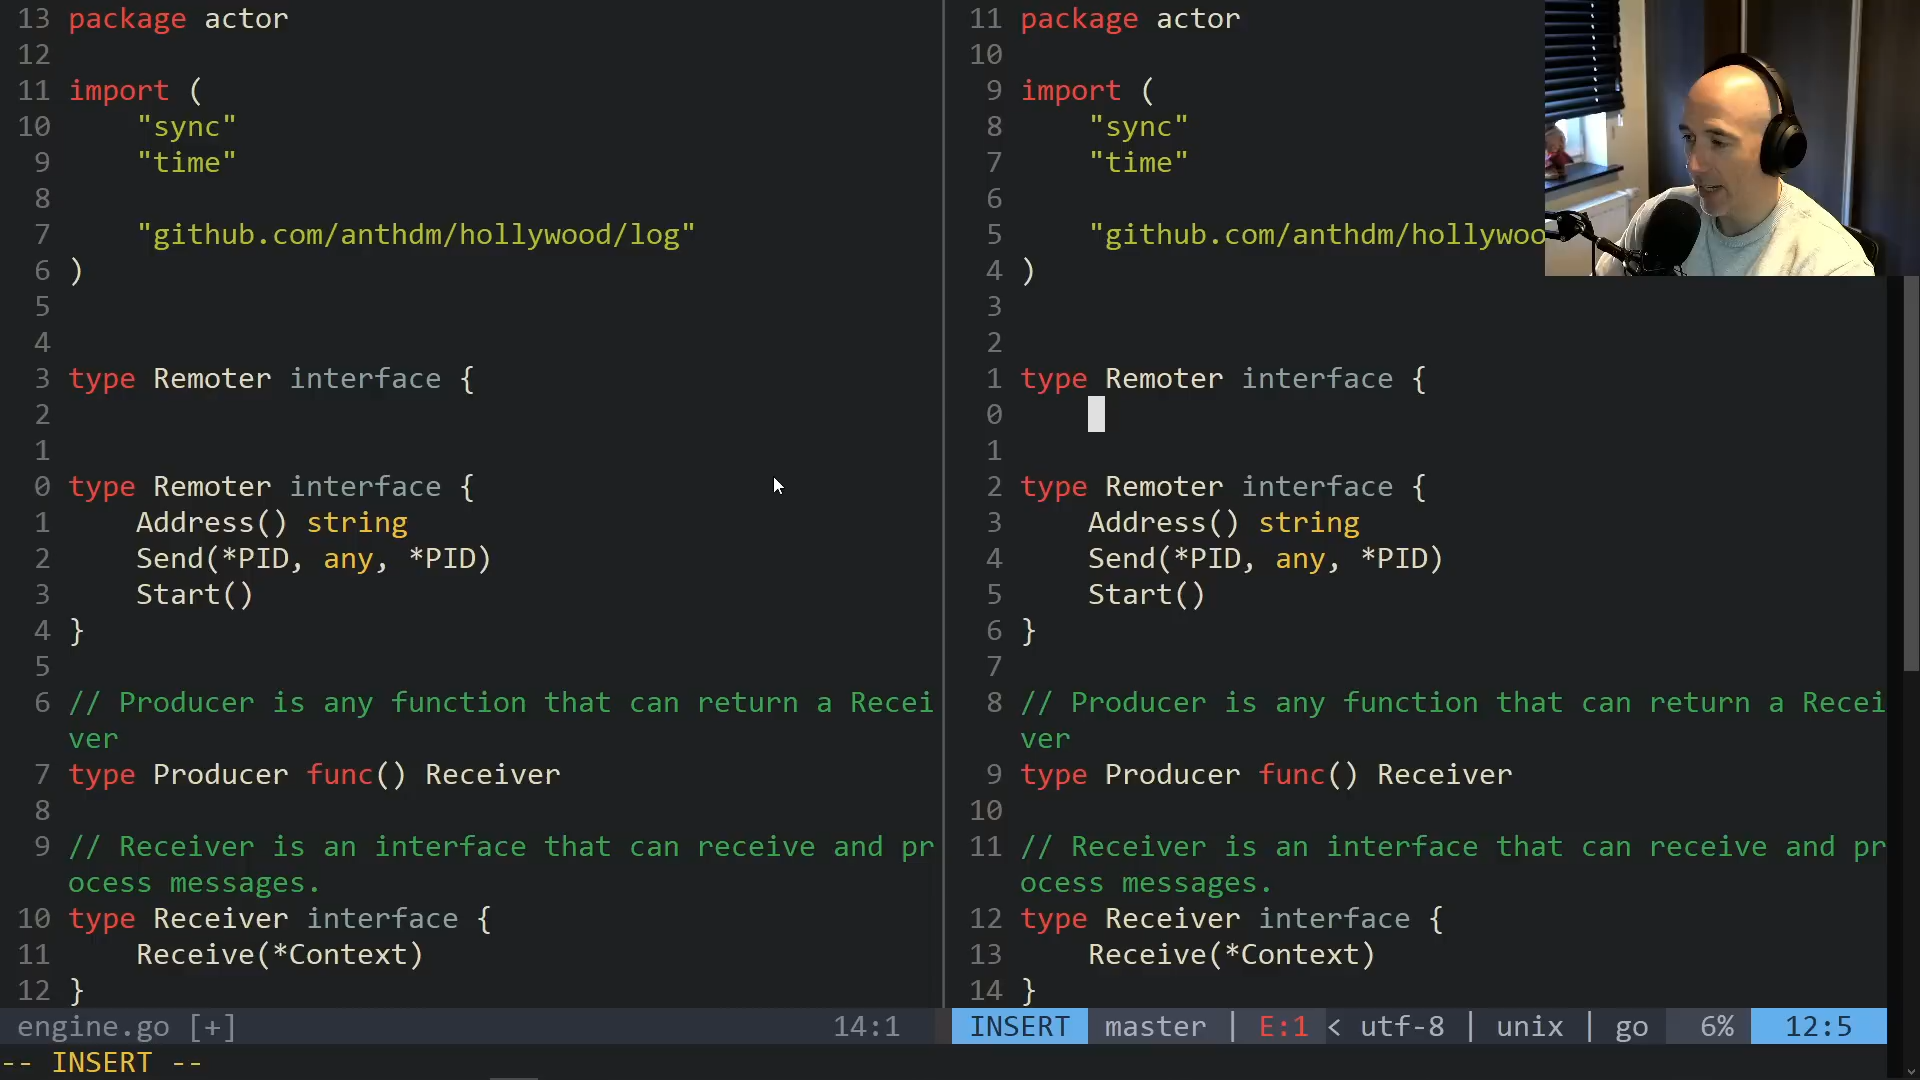 13 package actor
12
11 import (
10 "sync"
9 "time"
8
7 "github.com/anthdm/hollywood/log"
6 )
5
4
3 type Remoter interface {
2
1
0 type Remoter interface {
1 Address() string
2 Send(*PID, any, *PID)
3 Start()
4 }
5
6 // Producer is any function that can return a Recei
ver
7 type Producer func() Receiver
8
9 // Receiver is an interface that can receive and pr
ocess messages.
10 type Receiver interface {
11 Receive(*Context)
12 }
engine.go [+] 14:1
-- INSERT --
11 package actor
10
9 import (
8 "sync"
7 "time"
6
5 "github.com/anthdm/hollywoo
4 )
3
2
1 type Remoter interface {
0
1
2 type Remoter interface {
3 Address() string
4 Send(*PID, any, *PID)
5 Start()
6 }
7
8 // Producer is any function that can return a Recei
ver
9 type Producer func() Receiver
10
11 // Receiver is an interface that can receive and pr
ocess messages.
12 type Receiver interface {
13 Receive(*Context)
14 }
INSERT master | E:1 < utf-8 | unix | go 6% 12:5